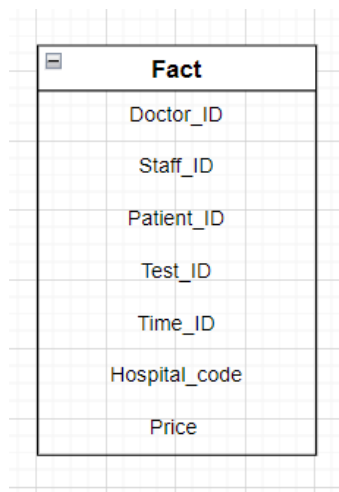 Fact
Doctor_ID
Staff_ID
Patient_ID
Test_ID
Time_ID
Hospital_code
Price